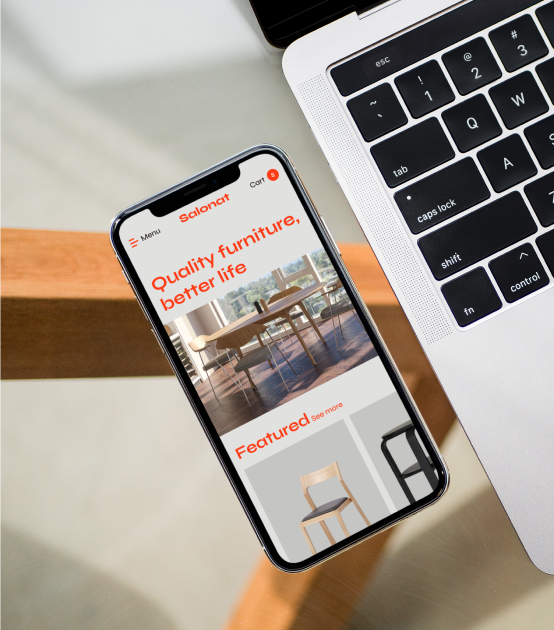 Salonat
Menu
Cart
Quality furniture,
better life
Featured See more
esc
~
`
!
1
@
2
#
3
tab
Q
W
caps lock
A
shift
fn
^
control